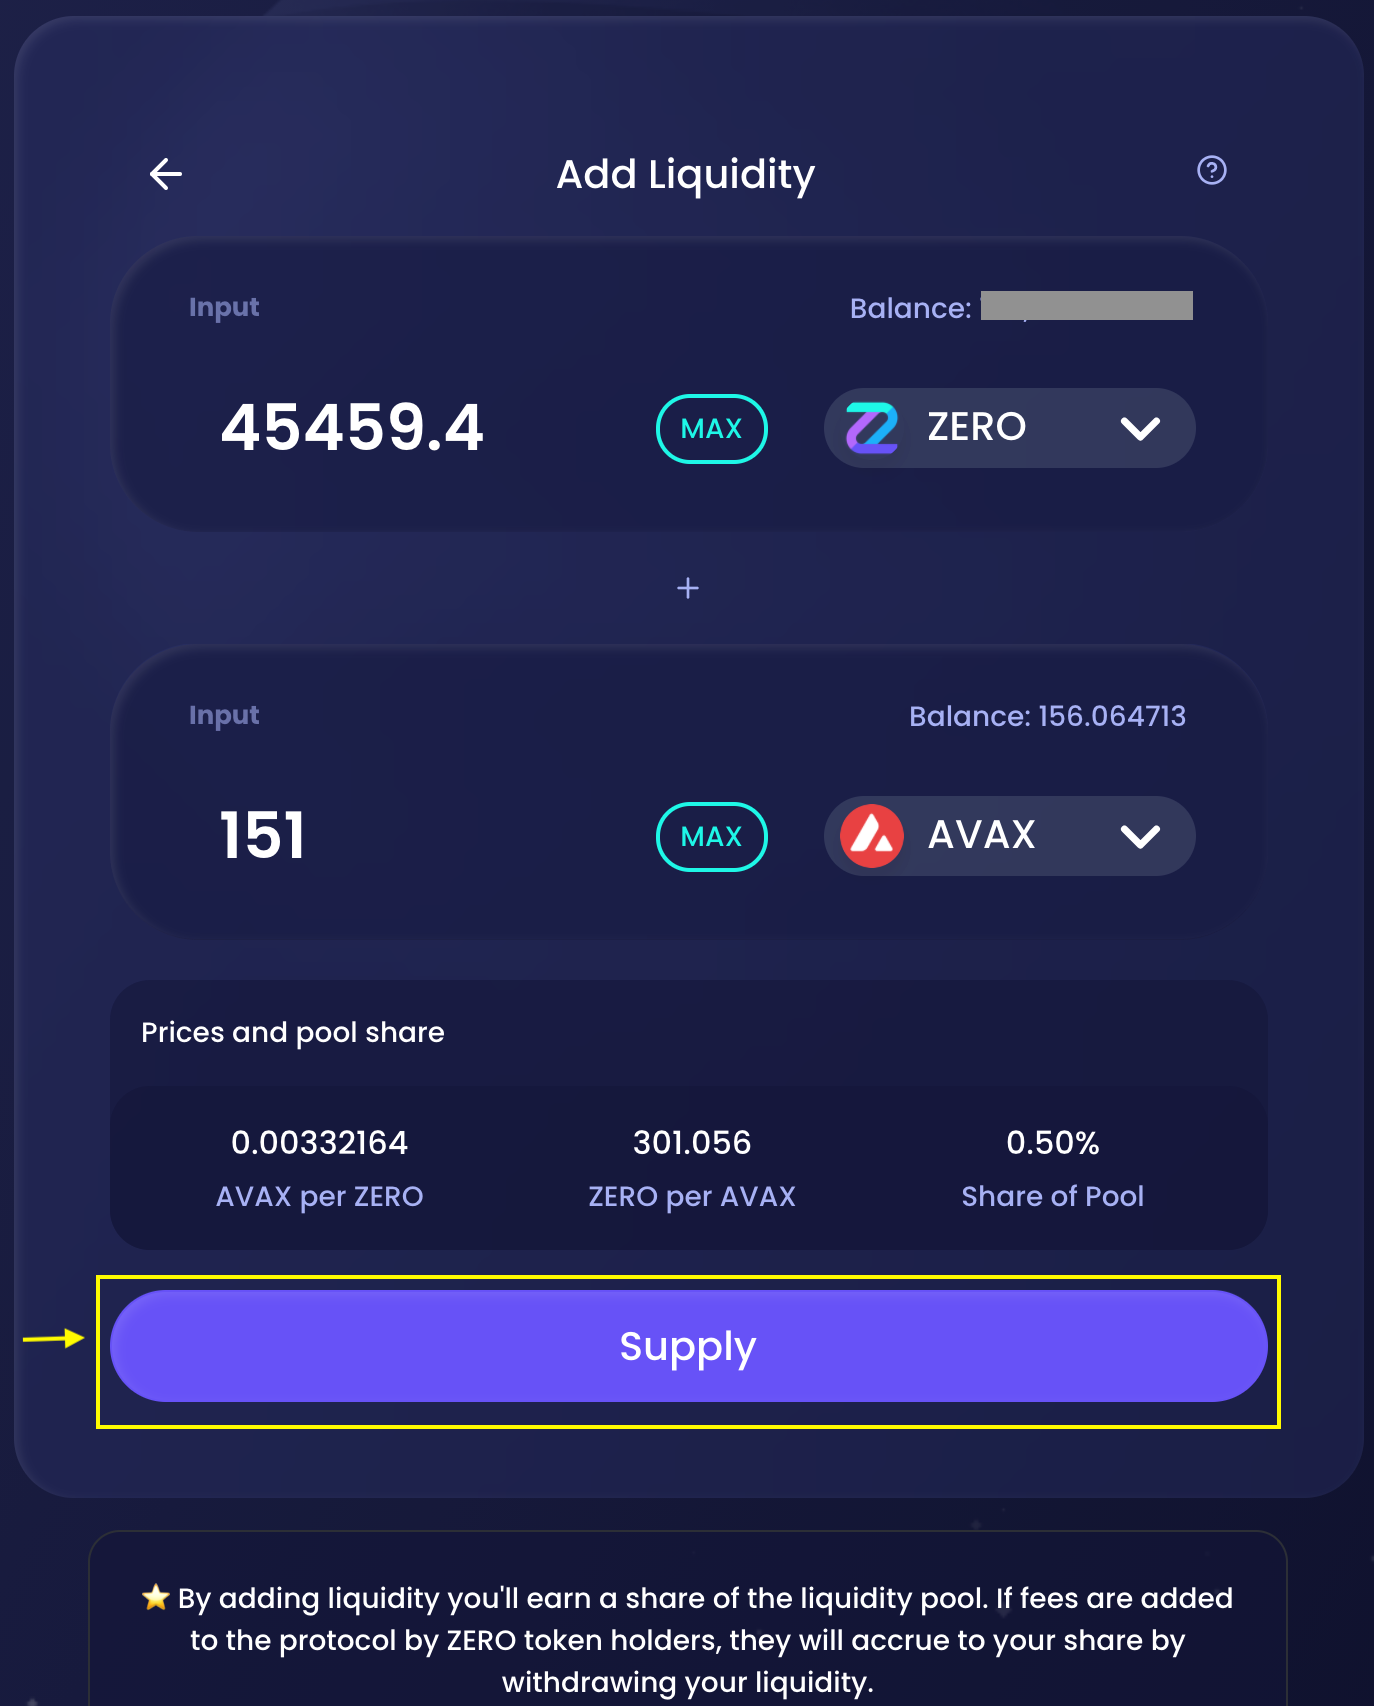 Add Liquidity
Input
Balance:
45459.4
MAX
ZERO
+
Input
Balance: 156.064713
151
MAX
AVAX
Prices and pool share
0.00332164 301.056 0.50%
AVAX per ZERO ZERO per AVAX Share of Pool
Supply
⭐ By adding liquidity you'll earn a share of the liquidity pool. If fees are added
to the protocol by ZERO token holders, they will accrue to your share by
withdrawing your liquidity.